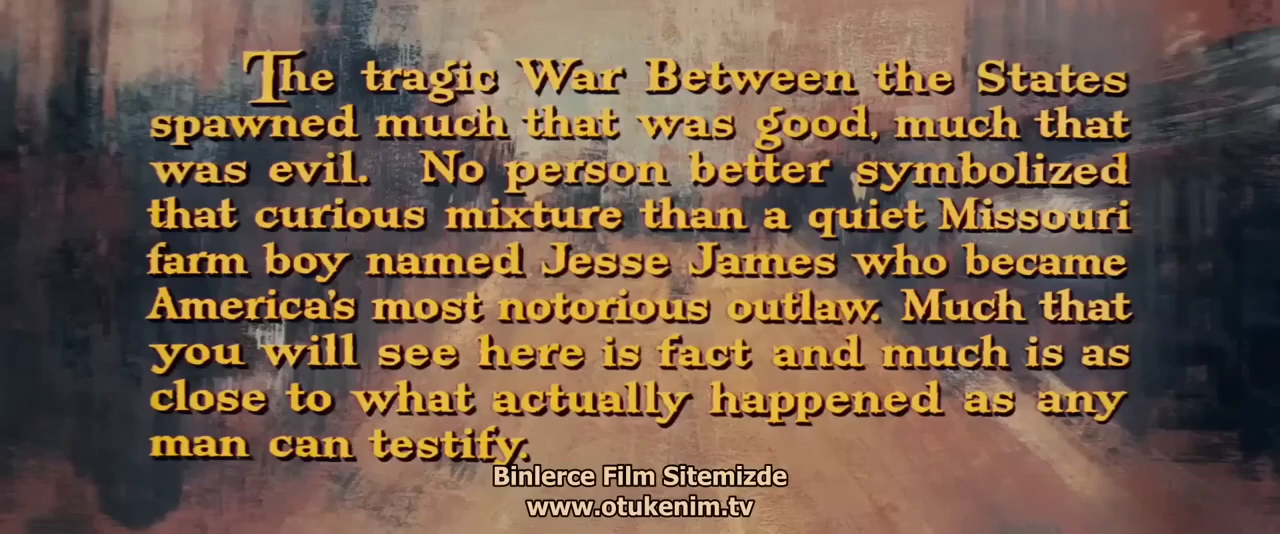 The tragic War Between the States
spawned much that was good, much that
was evil. No person better symbolized
that curious mixture than a quiet Missouri
farm boy named Jesse James who became
America's most notorious outlaw. Much that
you will see here is fact and much is as
close to what actually happened as any
man can testify.
Binlerce Film Sitemizde
www.otukenim.tv